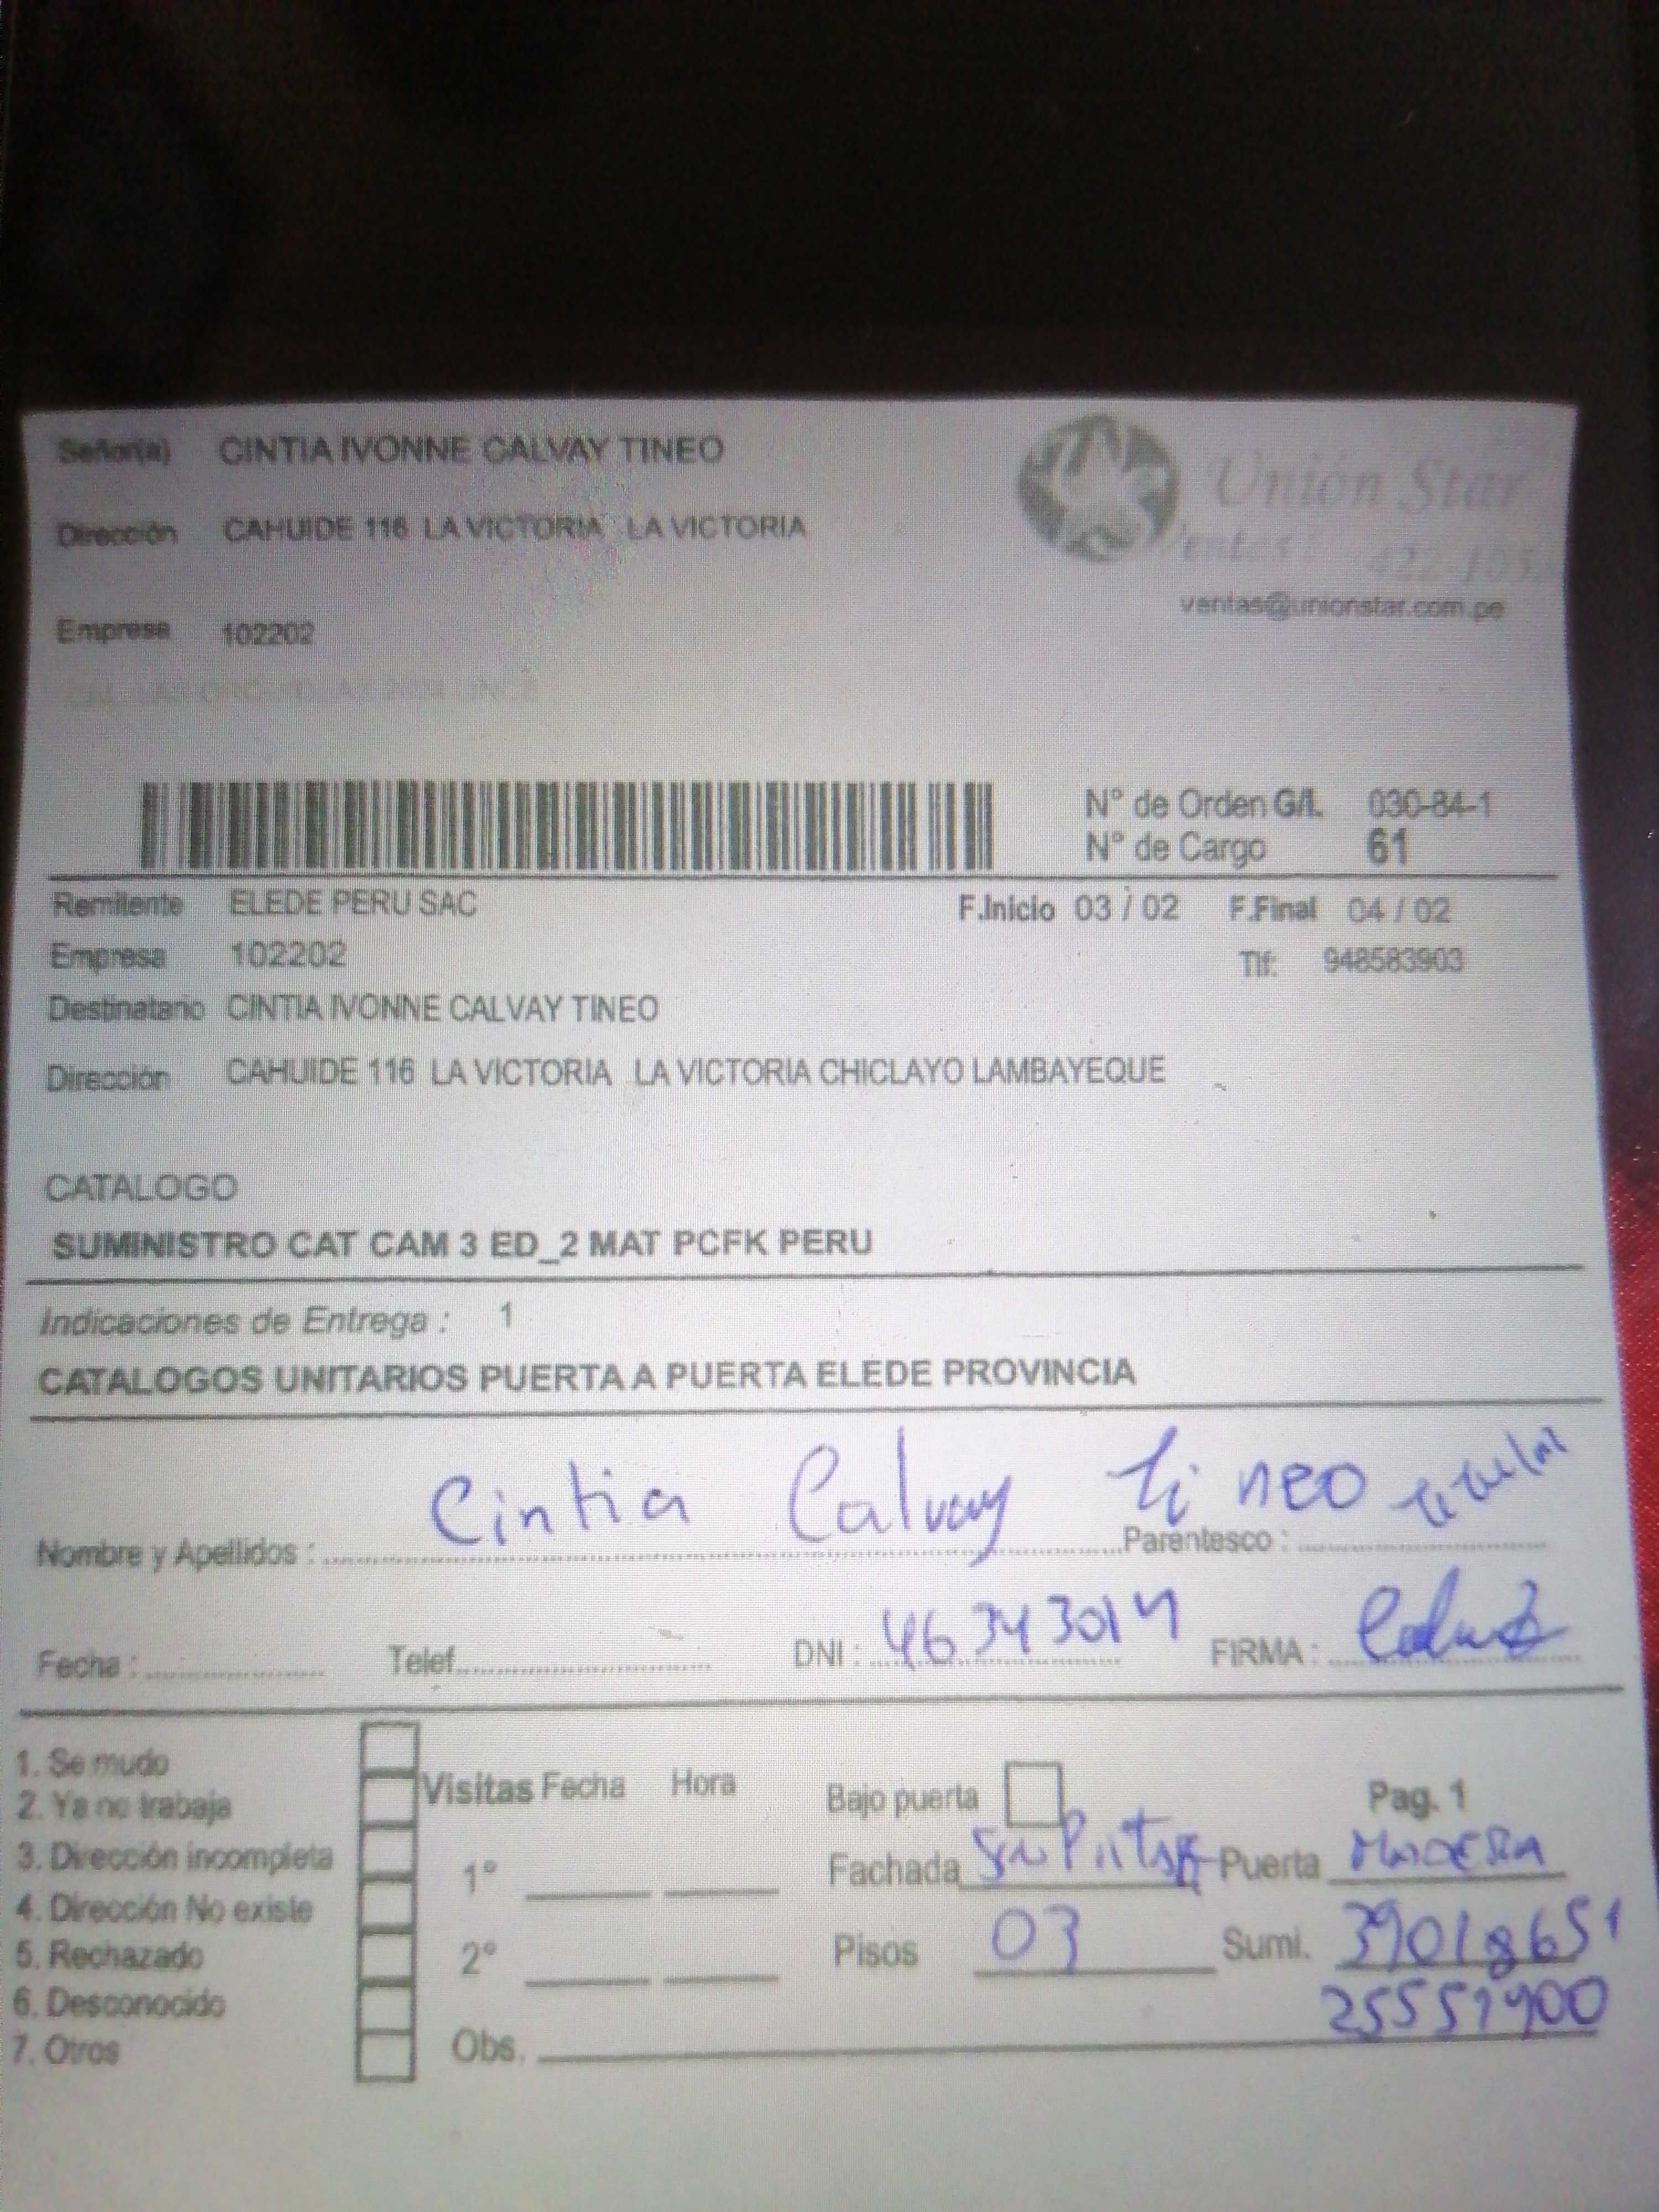 Señor(a) CINTIA IVONNE CALVAY TINEO
Unión Star
Dirección CAHUIDE 116 LA VICTORIA LA VICTORIA
ventas@unionstar.com.pe
Empresa 102202
N° de Orden G/L. 030-84-1
N° de Cargo 61
Remitente ELEDE PERU SAC F.Inicio 03 / 02 F.Final 04 / 02
Empresa 102202 Tlf: 948583903
Destinatario CINTIA IVONNE CALVAY TINEO
Dirección CAHUIDE 116 LA VICTORIA LA VICTORIA CHICLAYO LAMBAYEQUE
CATALOGO
SUMINISTRO CAT CAM 3 ED_2 MAT PCFK PERU
Indicaciones de Entrega : 1
CATALOGOS UNITARIOS PUERTA A PUERTA ELEDE PROVINCIA
Nombre y Apellidos : Cintia Calvay Tineo Parentesco : Titular
Fecha : Telef. DNI : 46343014 FIRMA :
1. Se mudo
2. Ya no trabaja
3. Dirección incompleta
4. Dirección No existe
5. Rechazado
6. Desconocido
7. Otros
Visitas Fecha Hora
1°
2°
Obs.
Bajo puerta Pag. 1
Fachada Sin Puerta MADERA
Pisos 03 Sumi. 39018651
25551900